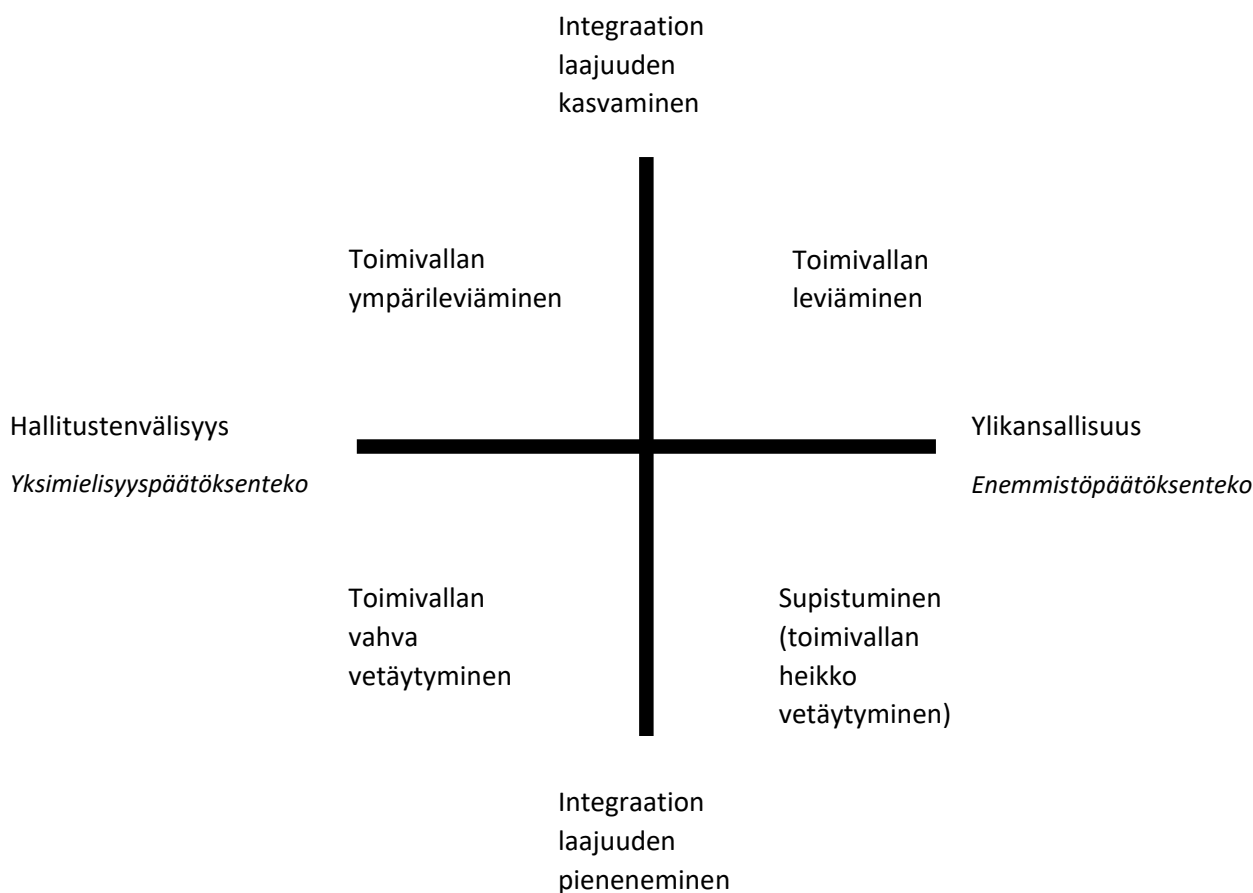 Integraation
laajuuden
kasvaminen
Toimivallan
ympärileviäminen
Toimivallan
leviäminen
Hallitustenvälisyys
Yksimielisyyspäätöksenteko
Ylikansallisuus
Enemmistöpäätöksenteko
Toimivallan
vahva
vetäytyminen
Supistuminen
(toimivallan
heikko
vetäytyminen)
Integraation
laajuuden
pieneneminen